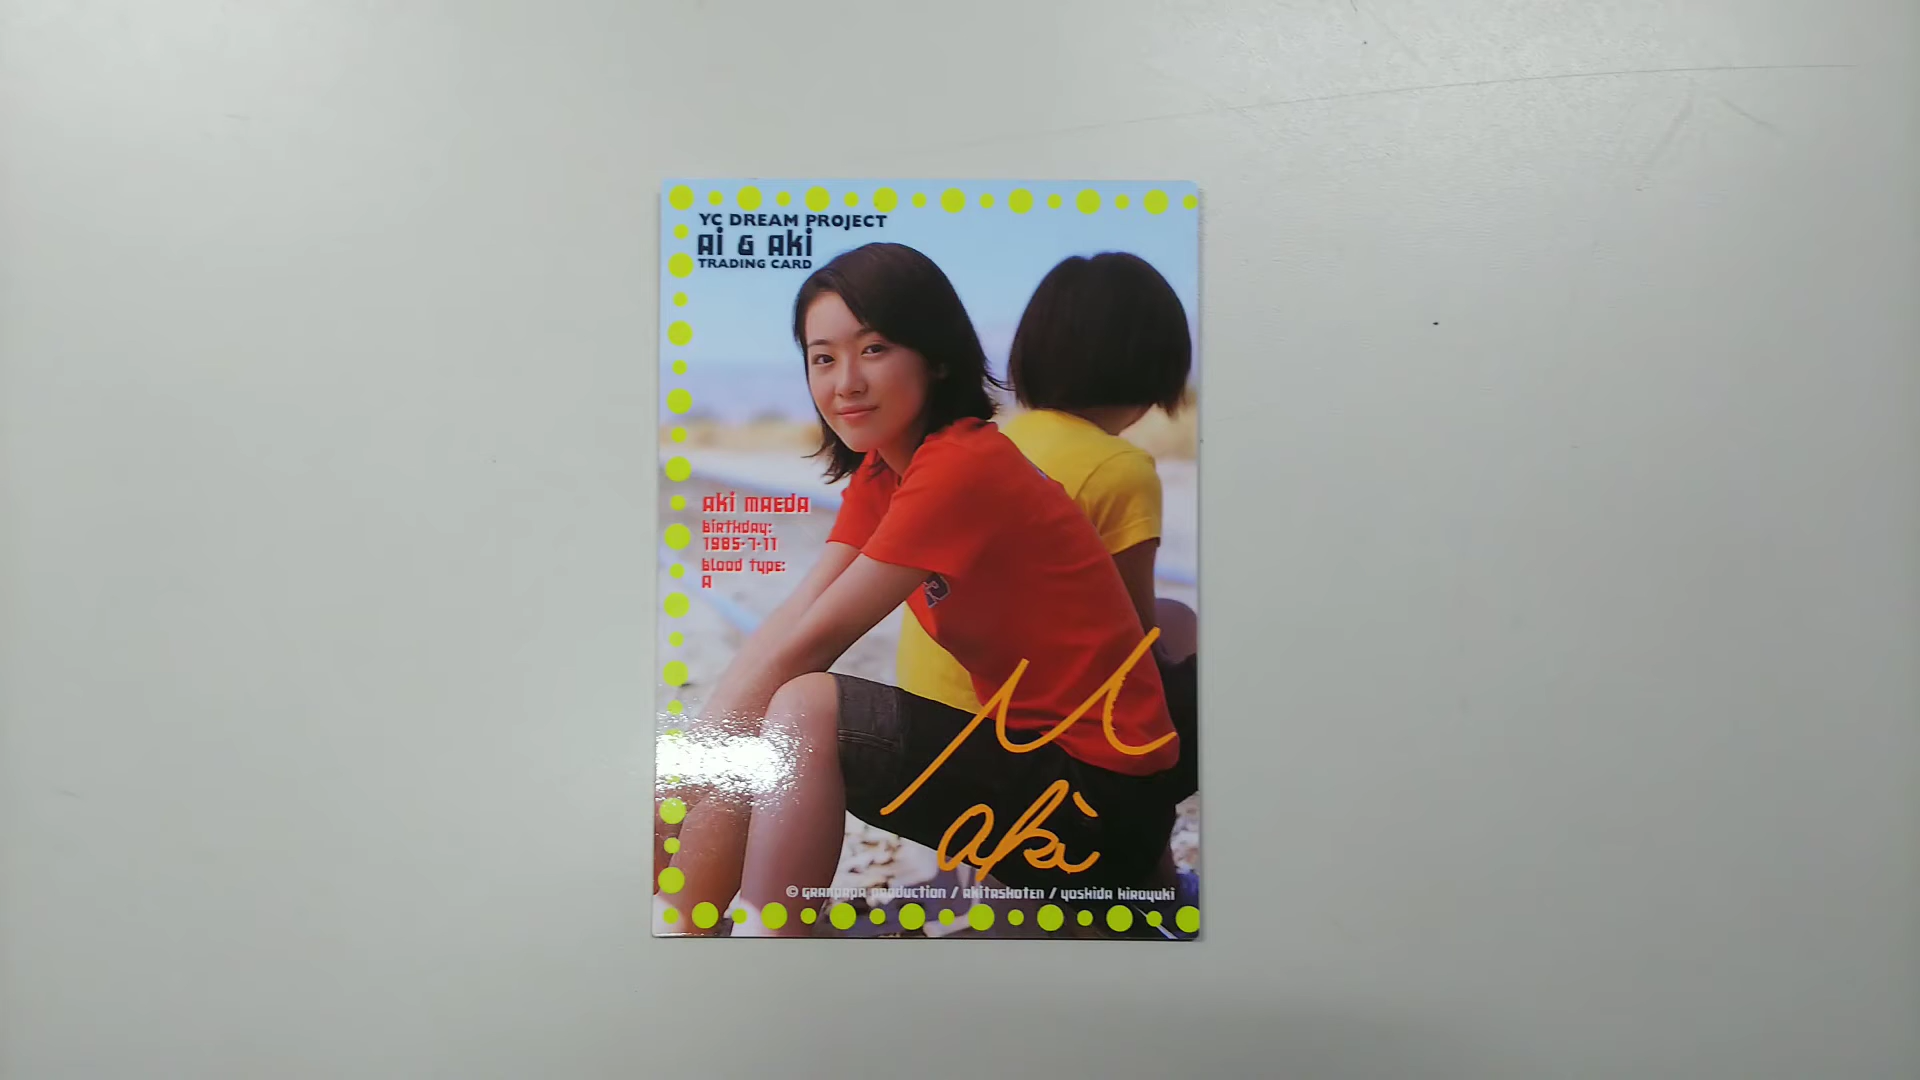 YC DREAM PROJECT
Ai & Aki
TRADING CARD
AKi MAEDA
BiRTHDAY:
1985·7·11
BLOOD TYPE:
A
M
aki
© GRANPAPA PRODUCTION / AKITASHOTEN / YOSHIDA HIROYUKI